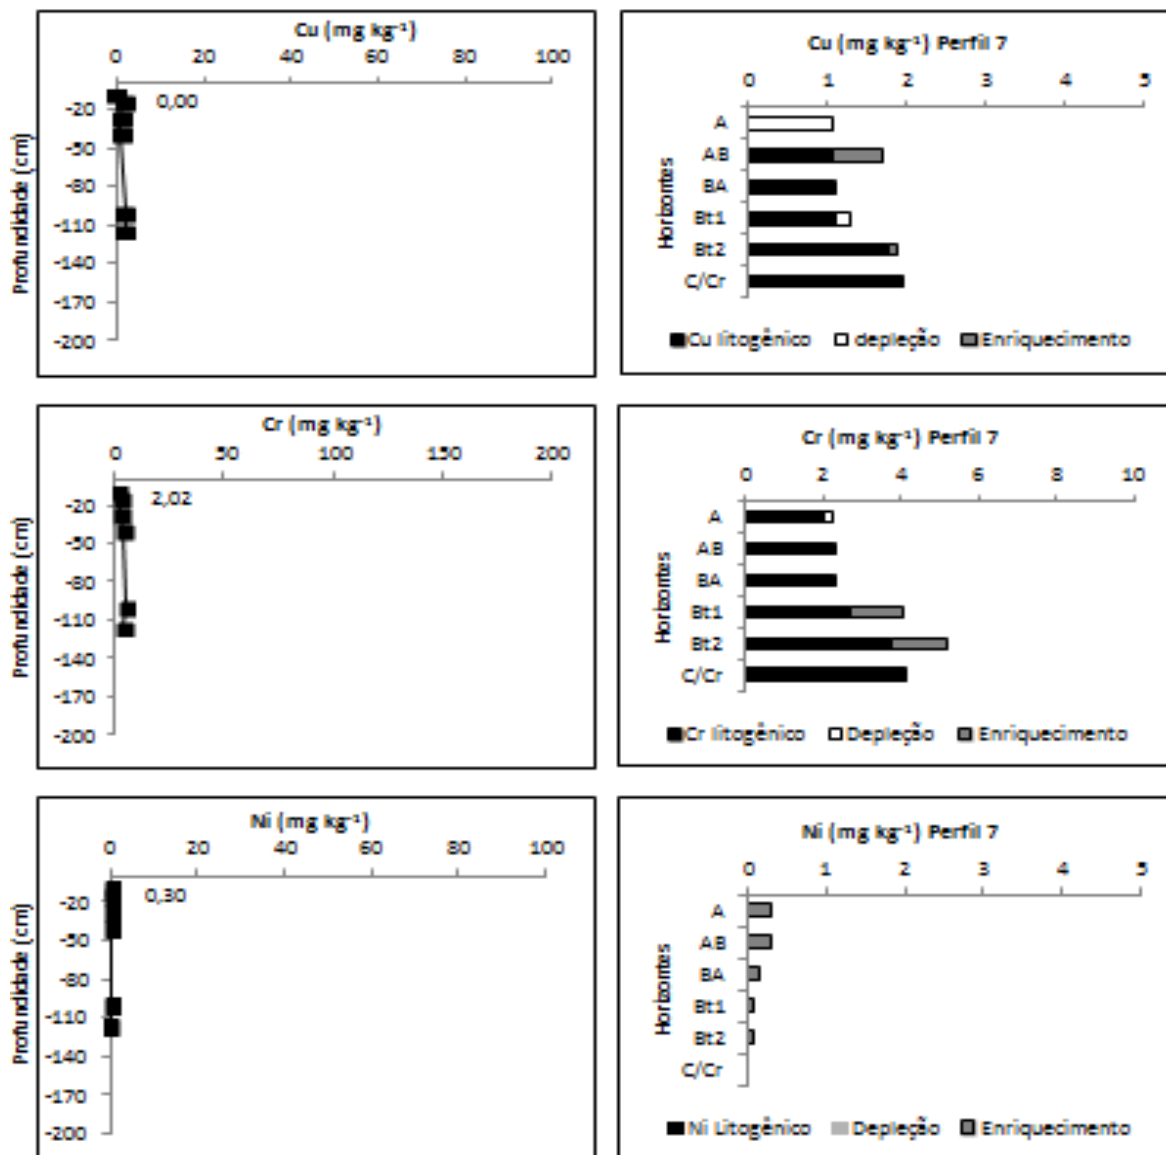 Cu (mg kg⁻¹)
0 20 40 60 80 100
0,00
-20
-50
-80
-110
-140
-170
-200
Profundidade (cm)
Cu (mg kg⁻¹) Perfil 7
0 1 2 3 4 5
A
AB
BA
Bt1
Bt2
C/Cr
Horizontes
Cu litogênico depleção Enriquecimento
Cr (mg kg⁻¹)
0 50 100 150 200
2,02
-20
-50
-80
-110
-140
-170
-200
Profundidade (cm)
Cr (mg kg⁻¹) Perfil 7
0 2 4 6 8 10
A
AB
BA
Bt1
Bt2
C/Cr
Horizontes
Cr litogênico Depleção Enriquecimento
Ni (mg kg⁻¹)
0 20 40 60 80 100
0,30
-20
-50
-80
-110
-140
-170
-200
Profundidade (cm)
Ni (mg kg⁻¹) Perfil 7
0 1 2 3 4 5
A
AB
BA
Bt1
Bt2
C/Cr
Horizontes
Ni Litogênico Depleção Enriquecimento